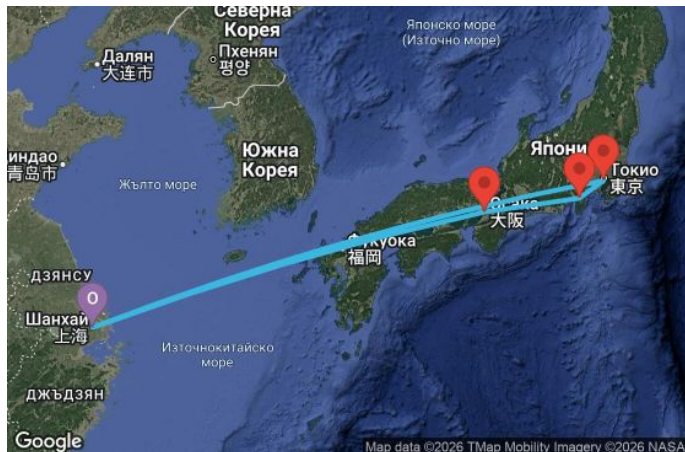 Северна
Корея
Японско море
(Източно море)
Далян
大连市
Пхенян
평양
Южна
Корея
Япони
индао
青岛市
Жълто море
Токио
東京
Осака
大阪
Фукуока
福岡
ДЗЯНСУ
O
Шанхай
上海
Източнокитайско
море
ДЖЪДЗЯН
Google
Map data ©2026 TMap Mobility Imagery ©2026 NASA